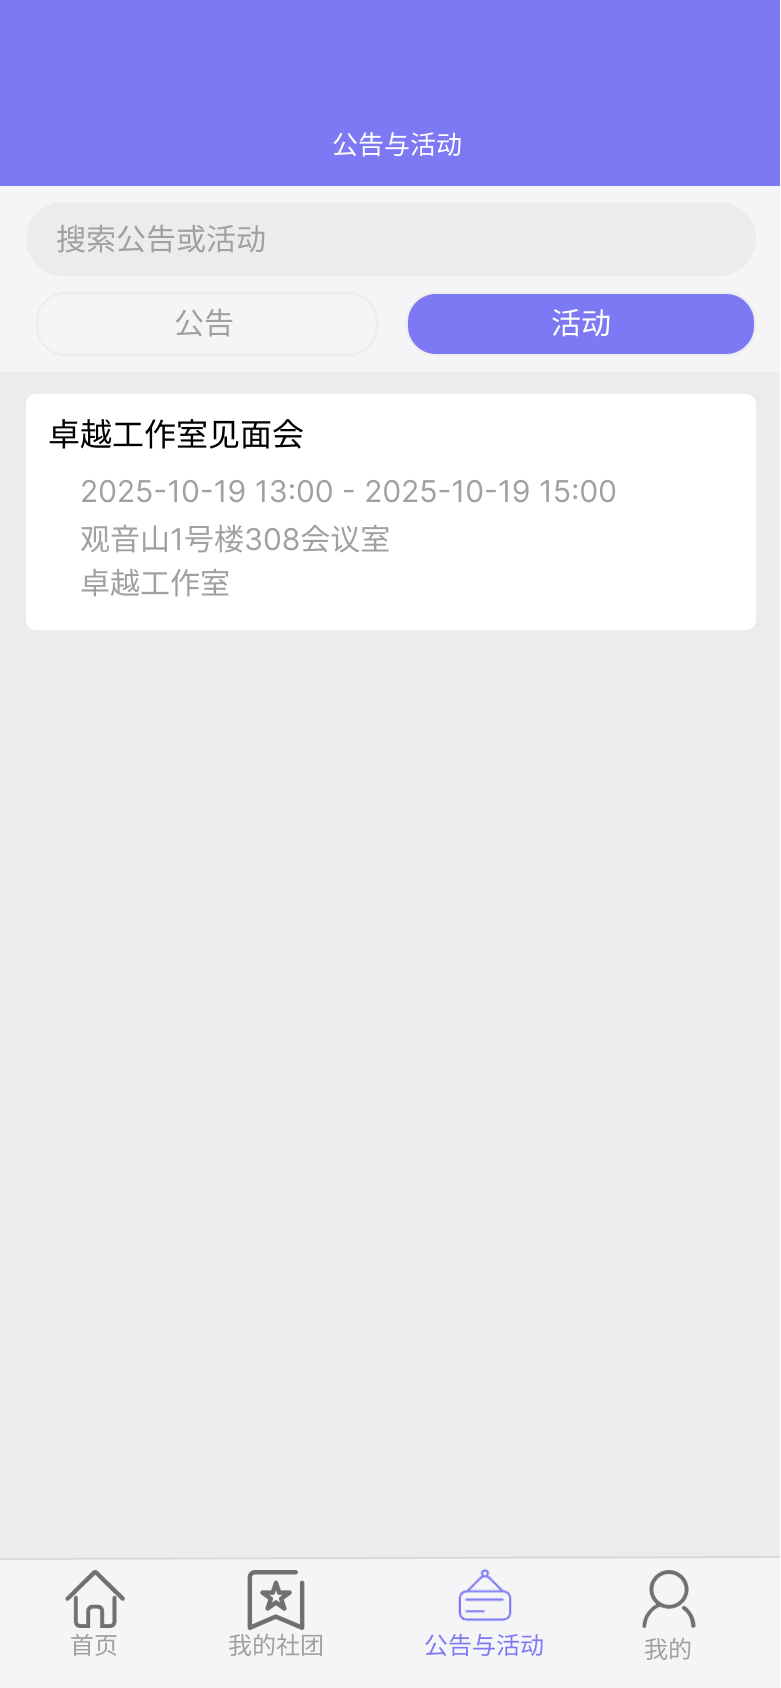 公告与活动
搜索公告或活动
公告
活动
卓越工作室见面会
2025-10-19 13:00 - 2025-10-19 15:00
观音山1号楼308会议室
卓越工作室
首页
我的社团
公告与活动
我的